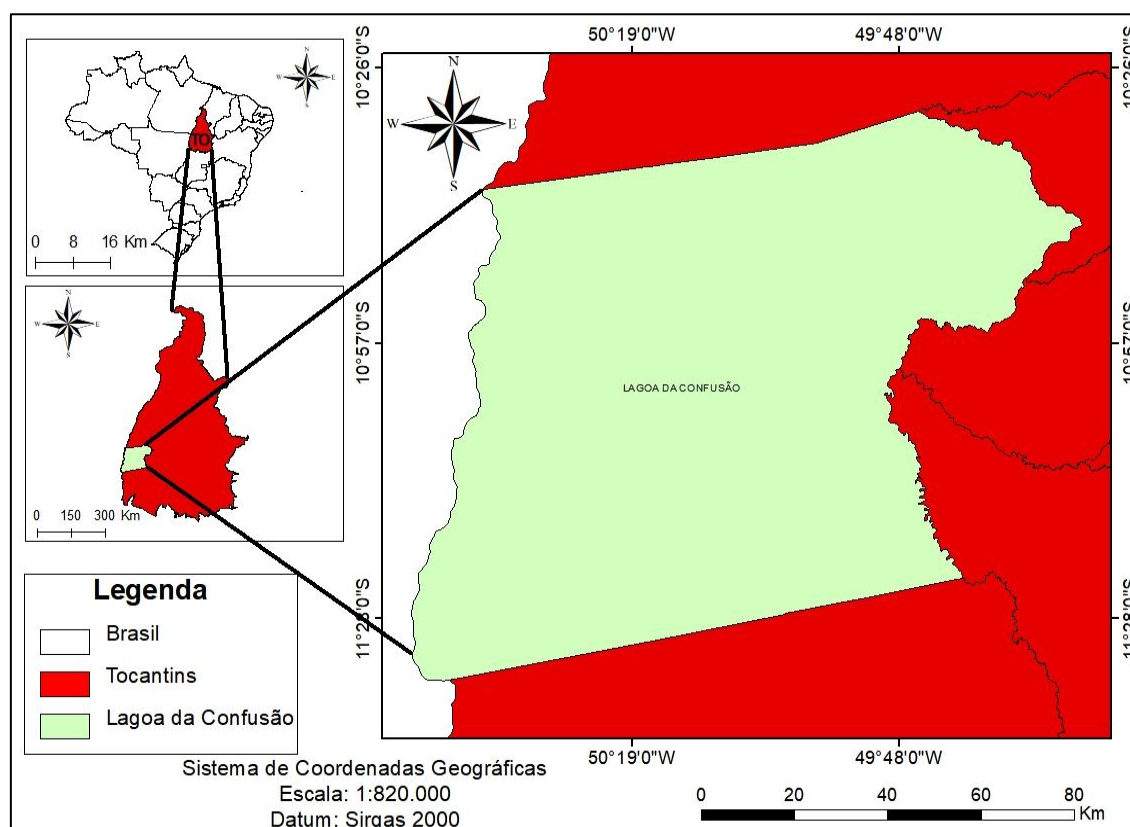 N
W E
S
TO
0 8 16 Km
N
W E
S
0 150 300 Km
Legenda
Brasil
Tocantins
Lagoa da Confusão
Sistema de Coordenadas Geográficas
Escala: 1:820.000
Datum: Sirgas 2000
50°19'0"W 49°48'0"W
10°26'0"S 10°26'0"S
N
W E
S
10°57'0"S 10°57'0"S
LAGOA DA CONFUSÃO
11°28'0"S 11°28'0"S
50°19'0"W 49°48'0"W
0 20 40 60 80
Km